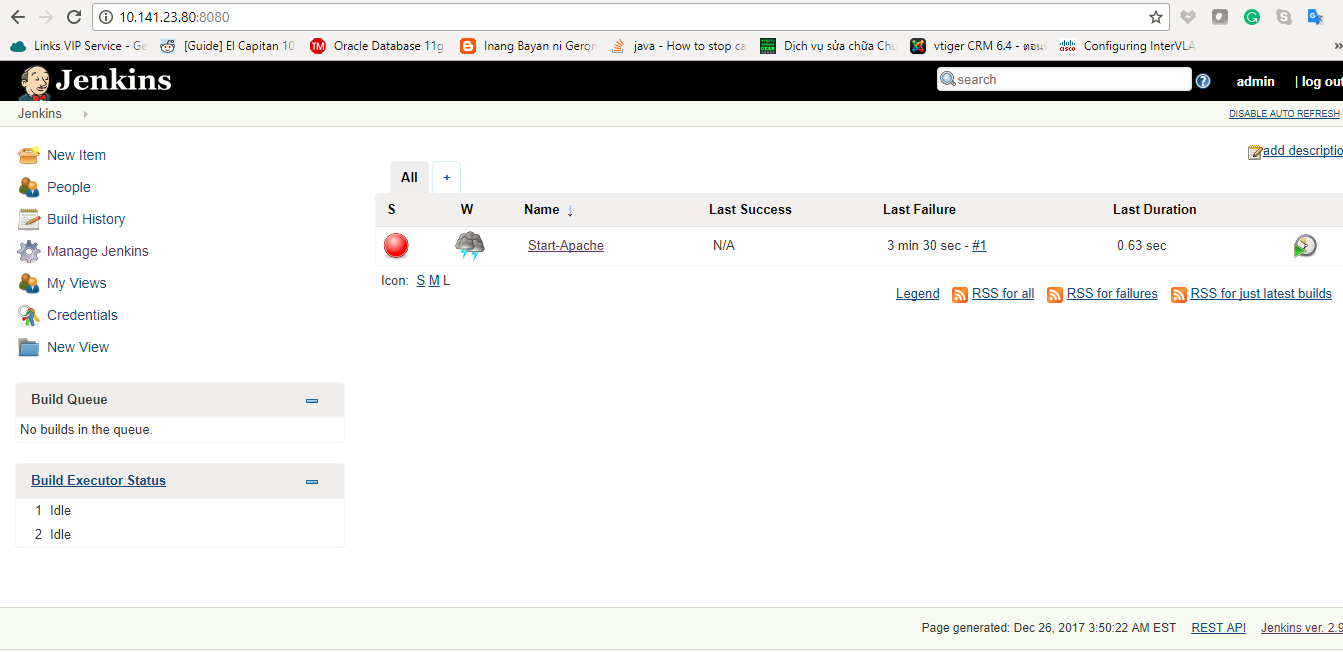 10.141.23.80:8080
Links VIP Service - Ge [Guide] El Capitan 10. TM Oracle Database 11g Inang Bayan ni Geron java - How to stop ca Dịch vụ sửa chữa Chu vtiger CRM 6.4 - ตอนที่ cisco Configuring InterVLA »
Jenkins search admin | log out
Jenkins DISABLE AUTO REFRESH
add descriptio
New Item
People
Build History
Manage Jenkins
My Views
Credentials
New View
All +
S W Name ↓ Last Success Last Failure Last Duration
Start-Apache N/A 3 min 30 sec - #1 0.63 sec
Icon: S M L
Legend RSS for all RSS for failures RSS for just latest builds
Build Queue
No builds in the queue.
Build Executor Status
1 Idle
2 Idle
Page generated: Dec 26, 2017 3:50:22 AM EST REST API Jenkins ver. 2.9